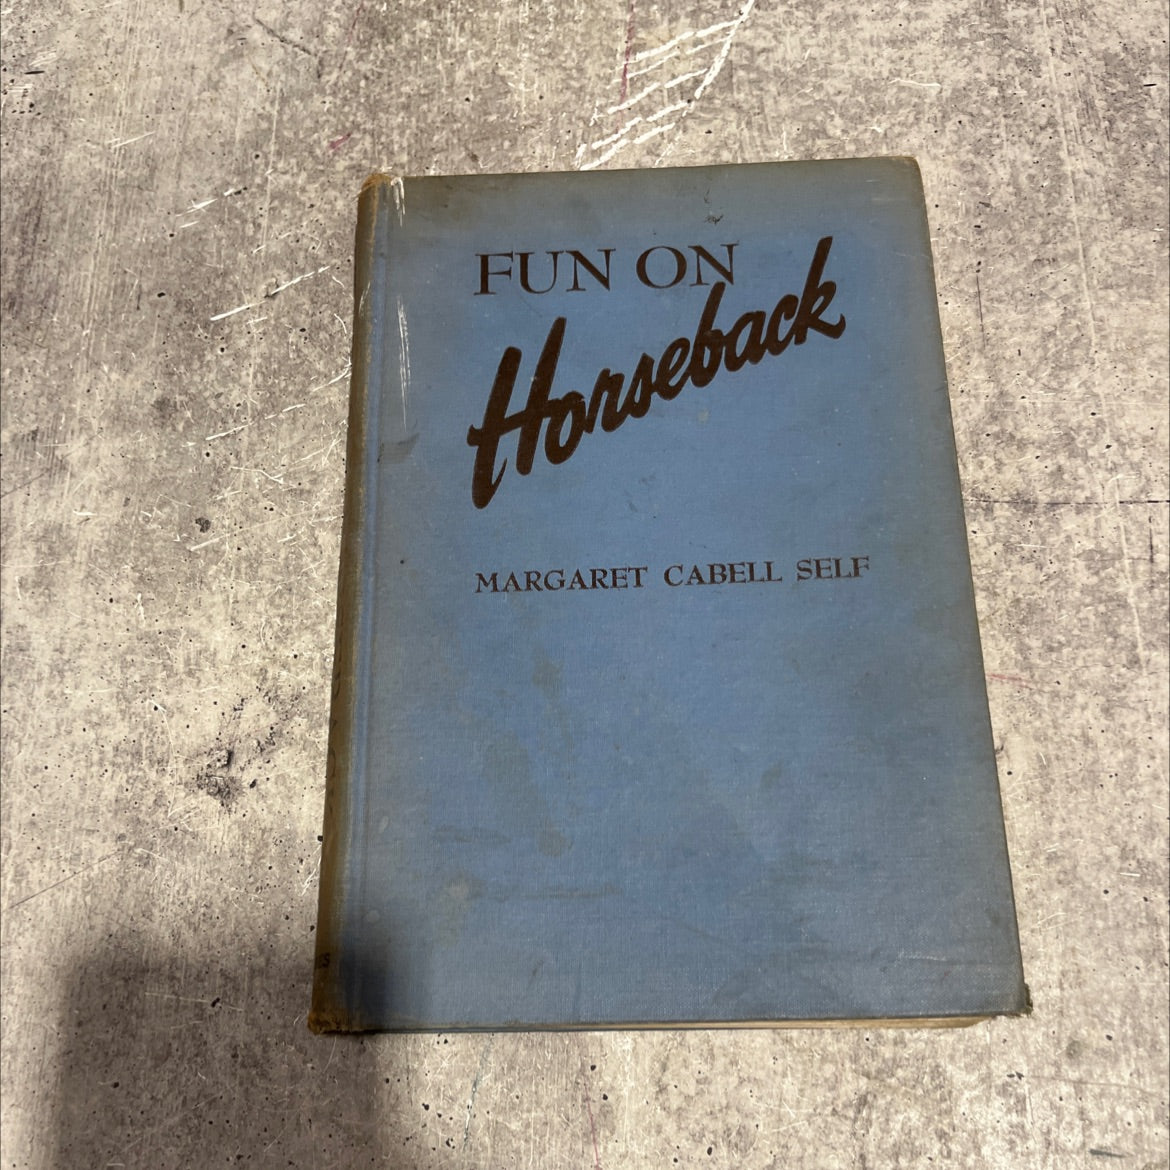 FUN ON
Horseback
MARGARET CABELL SELF